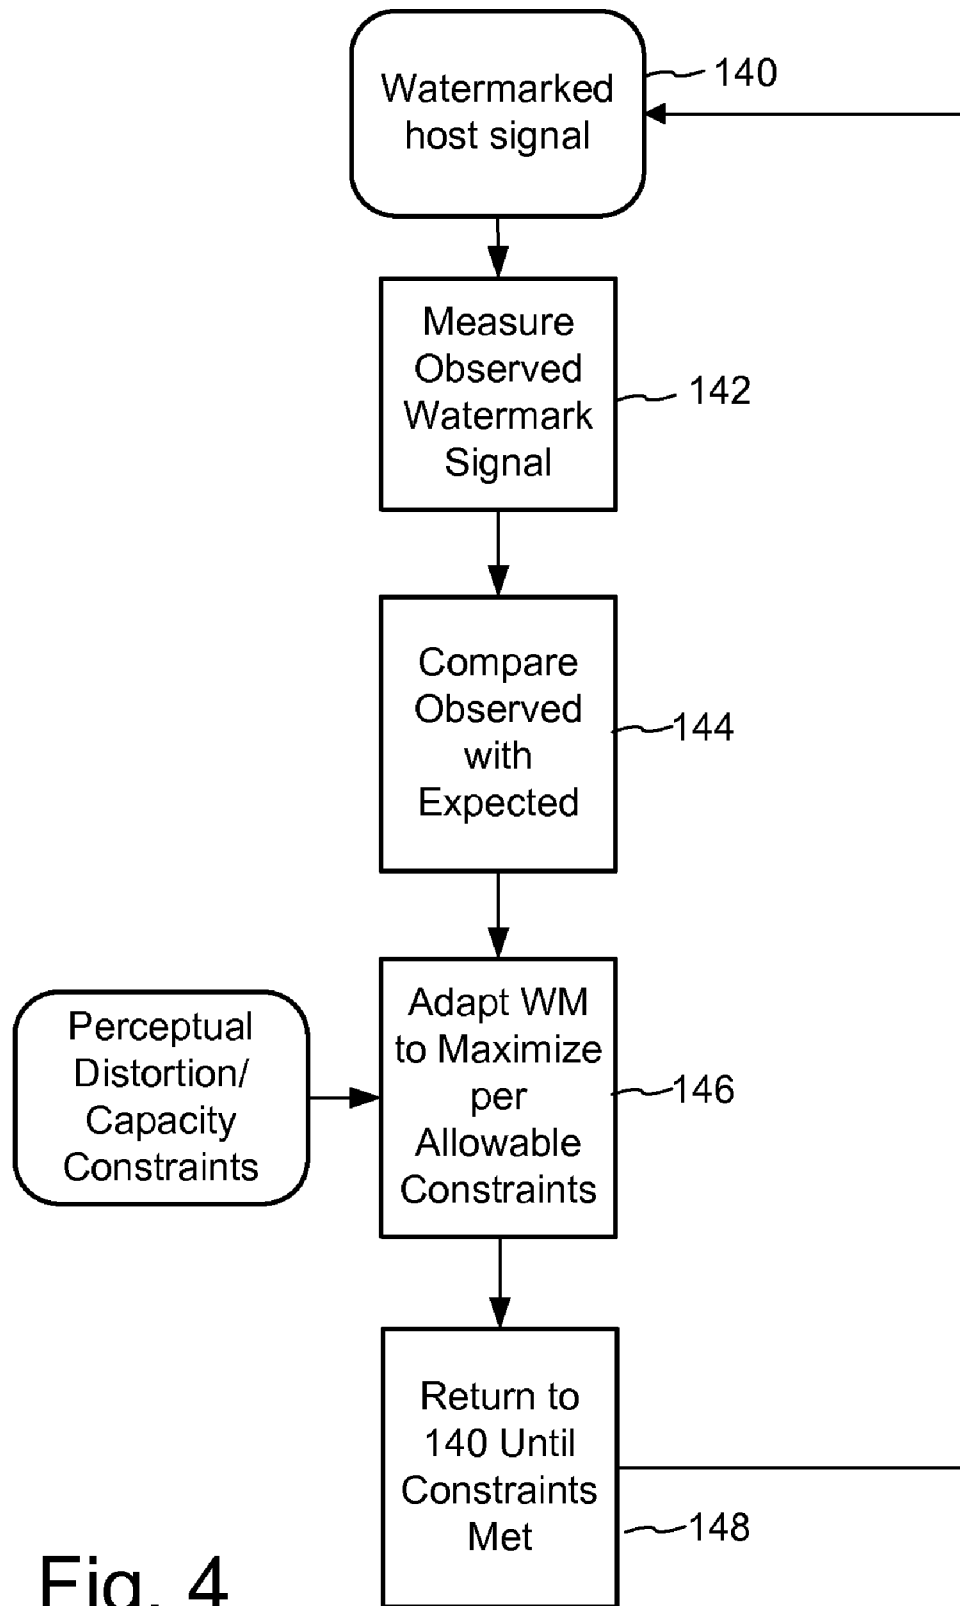 Watermarked
host signal
140
Measure
Observed
Watermark
Signal
142
Compare
Observed
with
Expected
144
Perceptual
Distortion/
Capacity
Constraints
Adapt WM
to Maximize
per
Allowable
Constraints
146
Return to
140 Until
Constraints
Met
148
Fig. 4